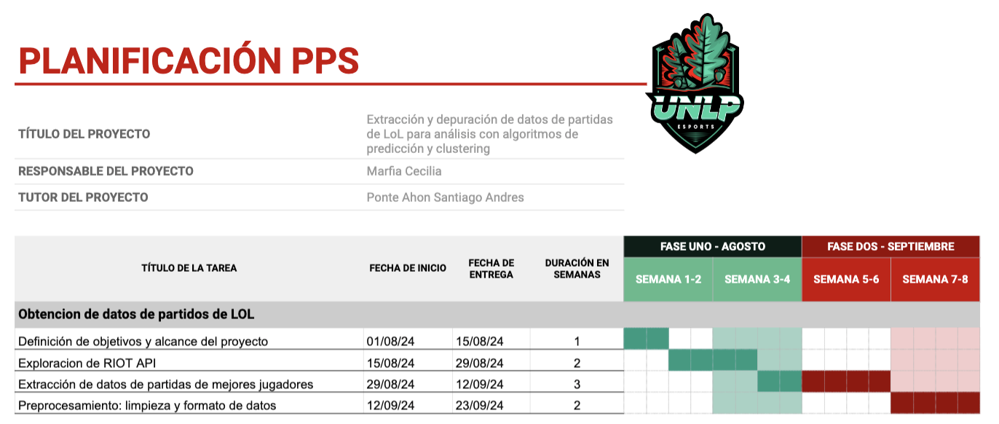 PLANIFICACIÓN PPS
UNLP
ESPORTS
TÍTULO DEL PROYECTO
Extracción y depuración de datos de partidas
de LoL para análisis con algoritmos de
predicción y clustering
RESPONSABLE DEL PROYECTO
Marfia Cecilia
TUTOR DEL PROYECTO
Ponte Ahon Santiago Andres
TÍTULO DE LA TAREA
FECHA DE INICIO
FECHA DE
ENTREGA
DURACIÓN EN
SEMANAS
FASE UNO - AGOSTO
FASE DOS - SEPTIEMBRE
SEMANA 1-2
SEMANA 3-4
SEMANA 5-6
SEMANA 7-8
Obtencion de datos de partidos de LOL
Definición de objetivos y alcance del proyecto 01/08/24 15/08/24 1
Exploracion de RIOT API 15/08/24 29/08/24 2
Extracción de datos de partidas de mejores jugadores 29/08/24 12/09/24 3
Preprocesamiento: limpieza y formato de datos 12/09/24 23/09/24 2